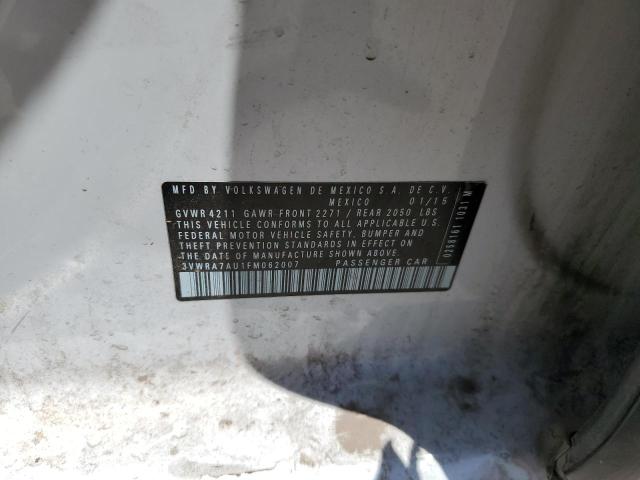 MFD BY VOLKSWAGEN DE MEXICO S.A. DE C.V.
MEXICO 01/15
GVWR 4211 GAWR FRONT 2271 / REAR 2050 LBS
THIS VEHICLE CONFORMS TO ALL APPLICABLE U.S.
FEDERAL MOTOR VEHICLE SAFETY, BUMPER AND
THEFT PREVENTION STANDARDS IN EFFECT ON
THE DATE OF MANUFACTURE SHOWN ABOVE.
3VWRA7AU1FM062007 PASSENGER CAR
1031 M